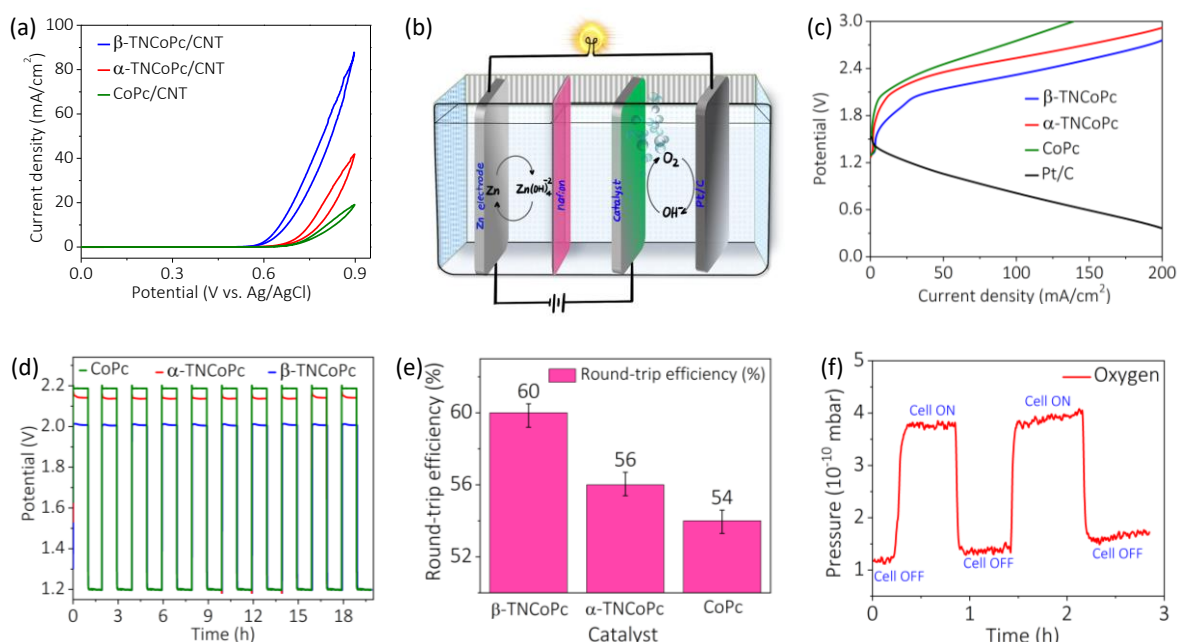 (a)
β-TNCoPc/CNT
α-TNCoPc/CNT
CoPc/CNT
100
80
60
40
20
0
0.0 0.3 0.6 0.9
Current density (mA/cm²)
Potential (V vs. Ag/AgCl)
(b)
Zn electrode
Zn
Zn(OH)₄⁻²
nafion
Catalyst
O₂
OH⁻
Pt/C
(c)
3.0
2.4
1.8
1.2
0.6
0.0
0 50 100 150 200
β-TNCoPc
α-TNCoPc
CoPc
Pt/C
Potential (V)
Current density (mA/cm²)
(d)
CoPc α-TNCoPc β-TNCoPc
2.4
2.2
2.0
1.8
1.6
1.4
1.2
0 3 6 9 12 15 18
Potential (V)
Time (h)
(e)
Round-trip efficiency (%)
60
56
54
60
56
52
Round-trip efficiency (%)
β-TNCoPc α-TNCoPc CoPc
Catalyst
(f)
Oxygen
Cell ON
Cell ON
Cell OFF
Cell OFF
Cell OFF
5
4
3
2
1
0 1 2 3
Pressure (10⁻¹⁰ mbar)
Time (h)